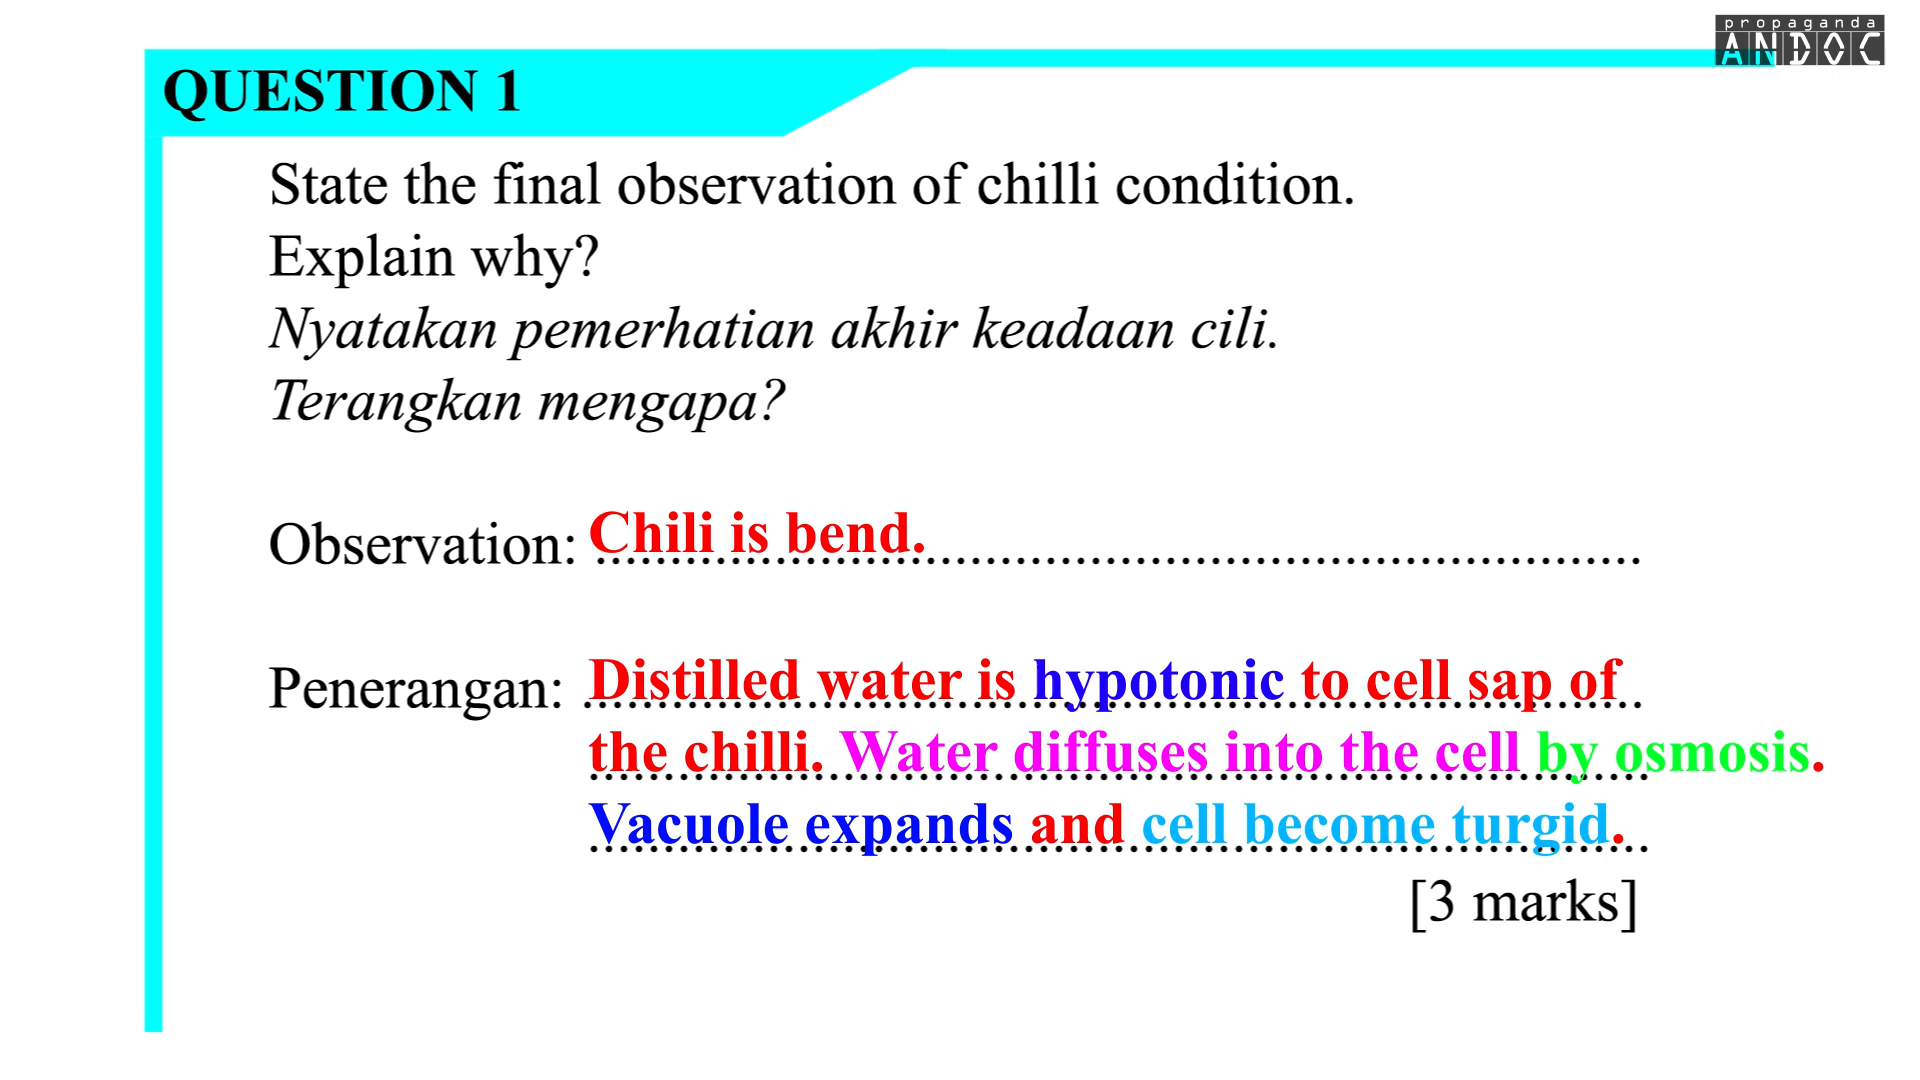 propaganda
ANDOC
QUESTION 1
State the final observation of chilli condition.
Explain why?
Nyatakan pemerhatian akhir keadaan cili.
Terangkan mengapa?
Observation: Chili is bend. ......................................................................
Penerangan: Distilled water is hypotonic to cell sap of
the chilli. Water diffuses into the cell by osmosis.
Vacuole expands and cell become turgid.
[3 marks]